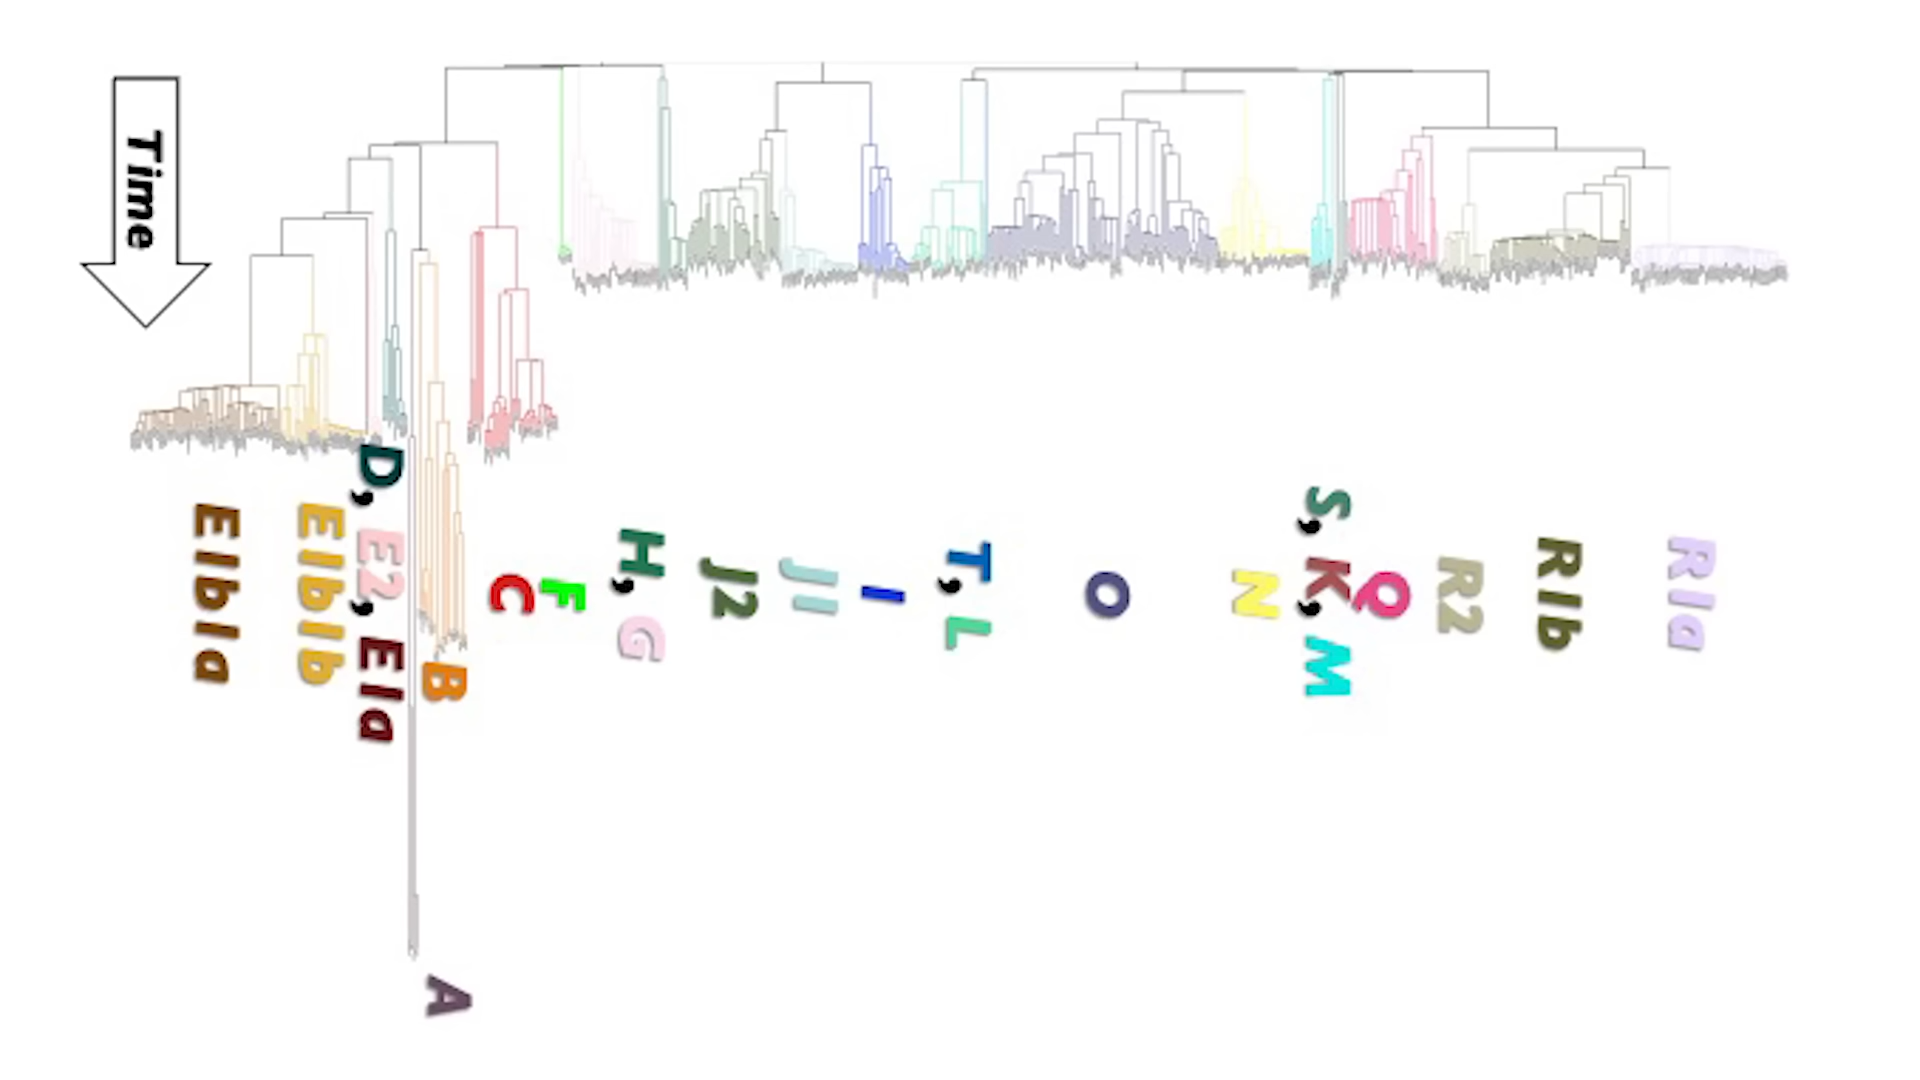 Time
E1b1a
E1b1b
D, E2, E1a
B
C
F
H, G
J2
J1
I
T, L
O
N
S, K, M
Q
R2
R1b
R1a
A